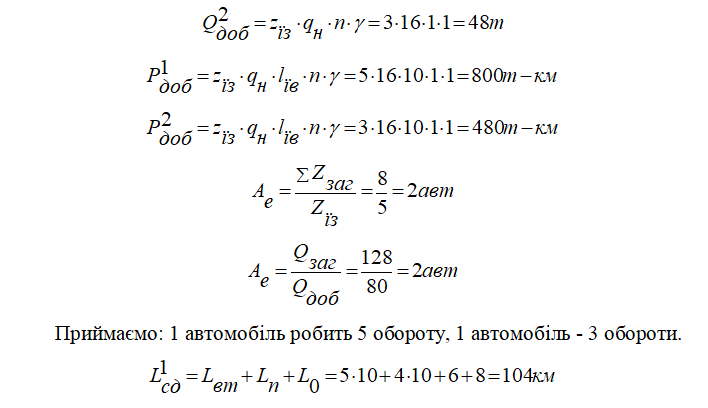 Q²доб = zїз · qн · n · γ = 3·16·1·1 = 48т
P¹доб = zїз · qн · lїв · n · γ = 5·16·10·1·1 = 800т − км
P²доб = zїз · qн · lїв · n · γ = 3·16·10·1·1 = 480т − км
Aе = ΣZзаг / Zїз = 8/5 = 2авт
Aе = Qзаг / Qдоб = 128/80 = 2авт
Приймаємо: 1 автомобіль робить 5 обороту, 1 автомобіль - 3 обороти.
L¹сд = Lвт + Lп + L0 = 5·10+4·10+6+8 = 104км